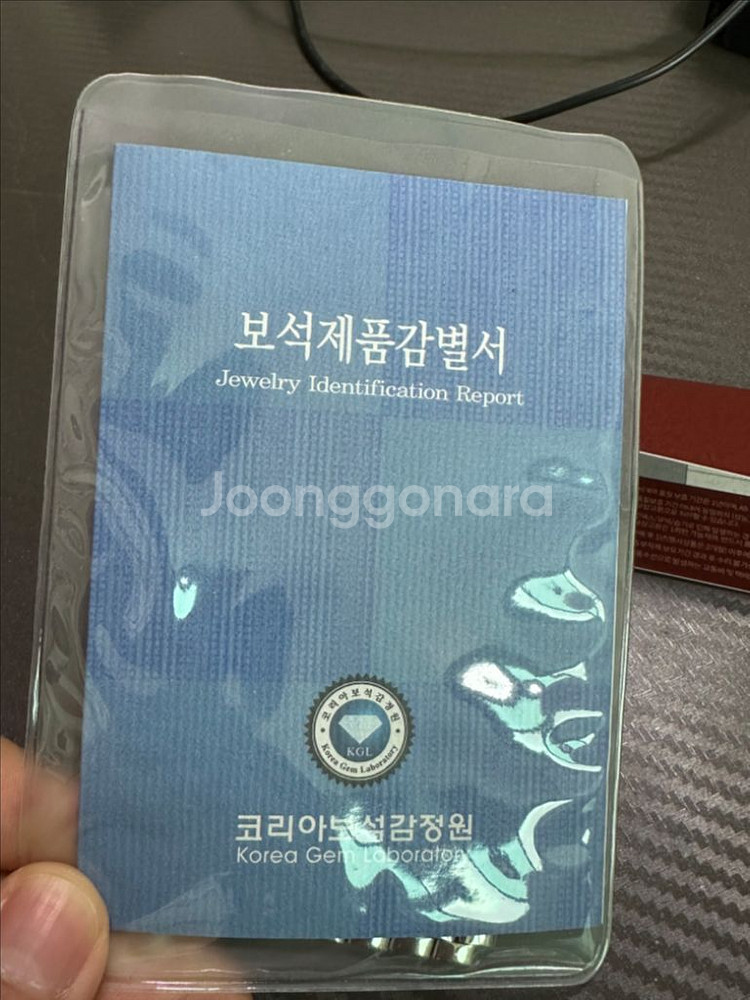 보석제품감별서
Jewelry Identification Report
Joonggonara
코리아보석감정원
KGL
Korea Gem Laboratory
코리아보석감정원
Korea Gem Laboratory